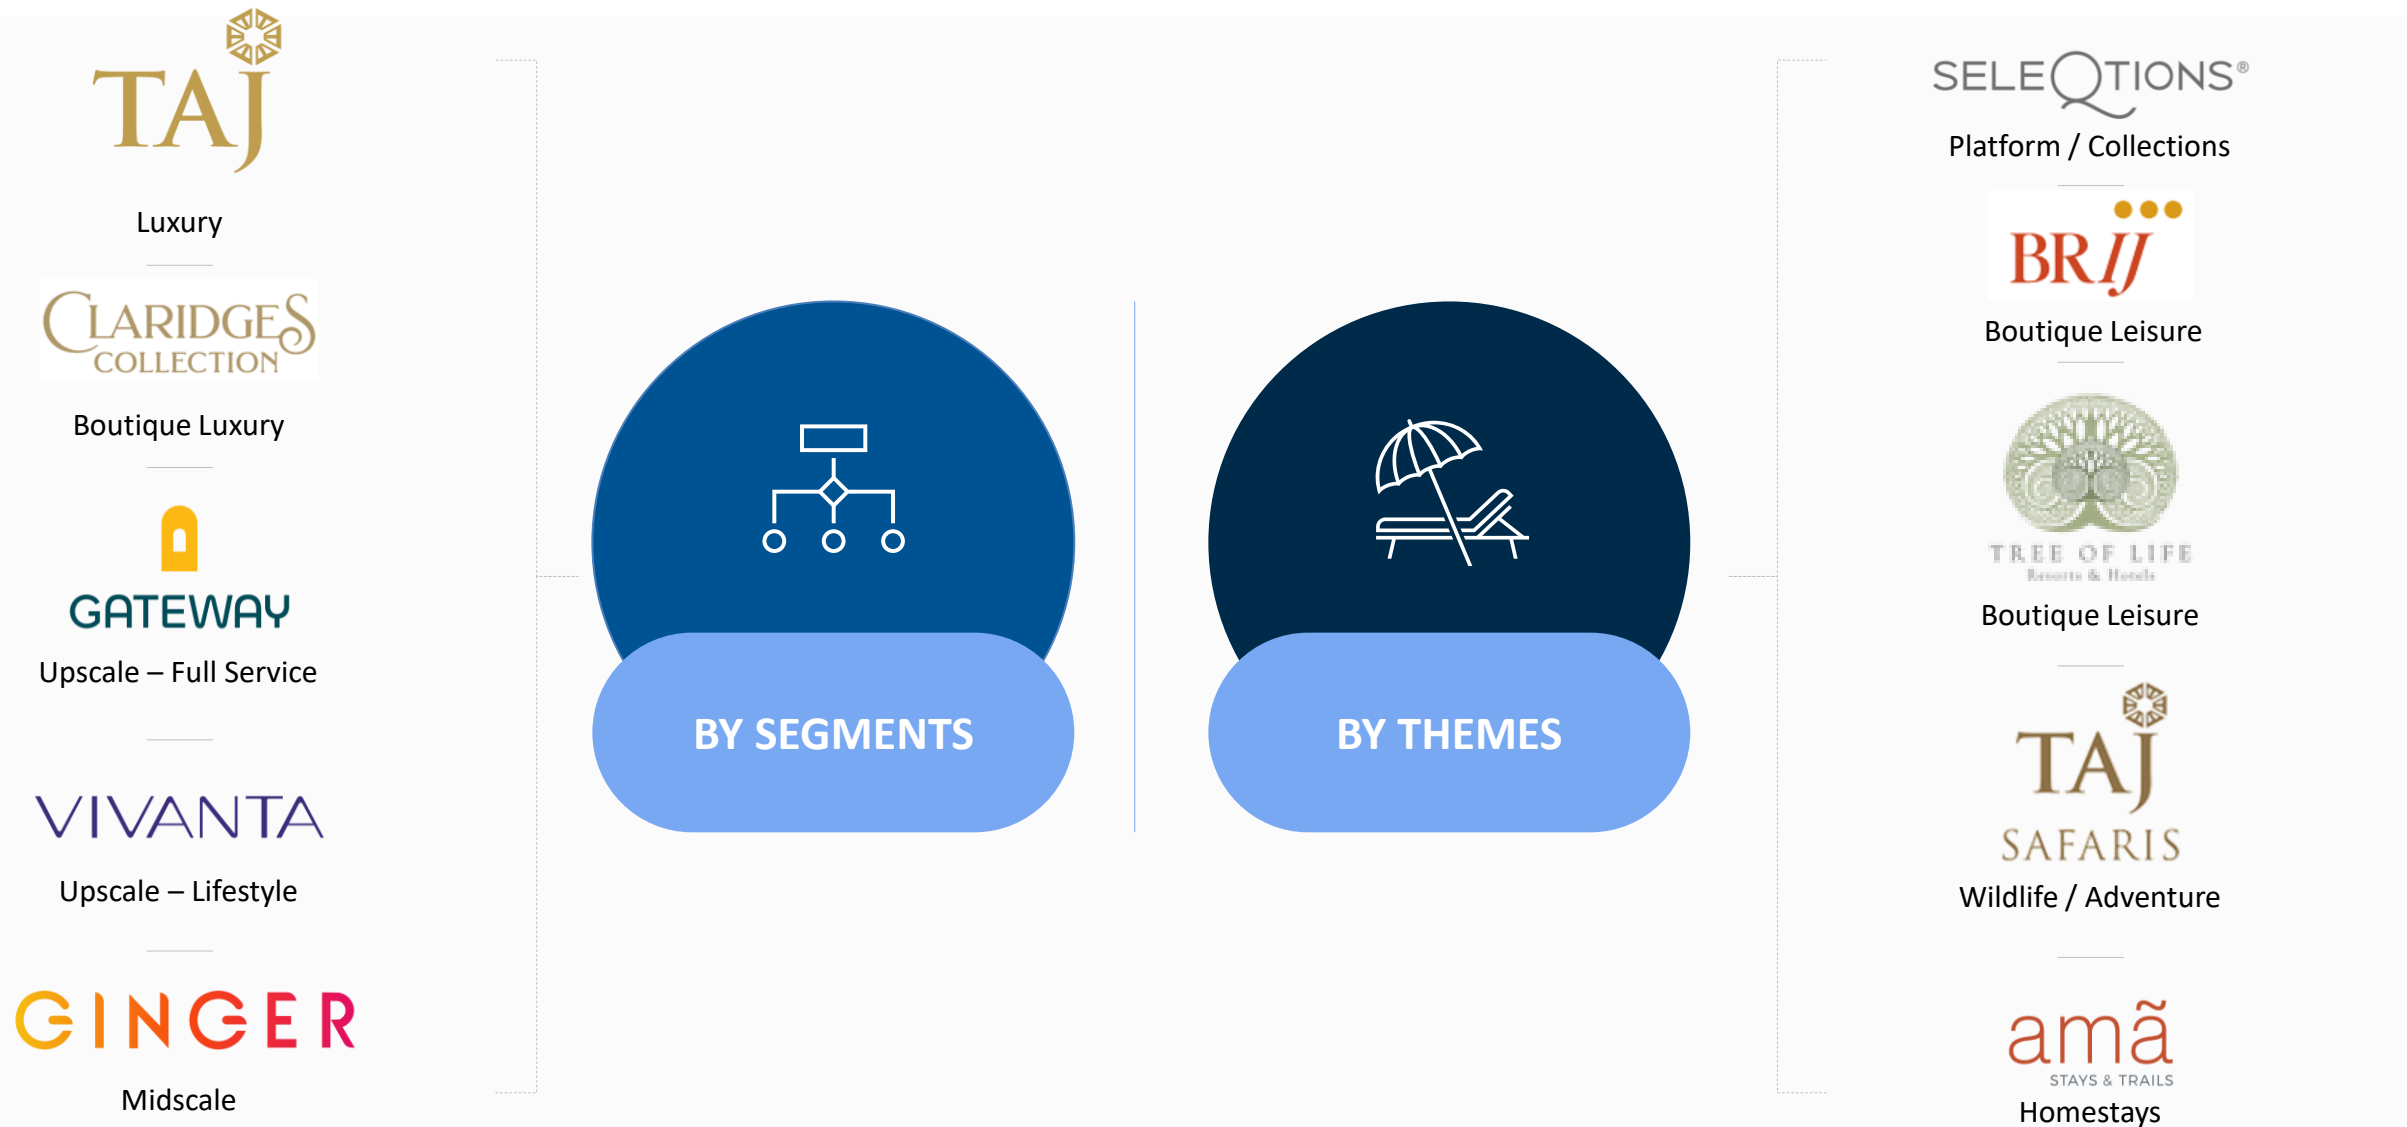 TAJ
Luxury
CLARIDGES
COLLECTION
Boutique Luxury
GATEWAY
Upscale – Full Service
VIVANTA
Upscale – Lifestyle
GINGER
Midscale
BY SEGMENTS
BY THEMES
SELEQTIONS®
Platform / Collections
BRIJ
Boutique Leisure
TREE OF LIFE
Resorts & Hotels
Boutique Leisure
TAJ
SAFARIS
Wildlife / Adventure
amã
STAYS & TRAILS
Homestays